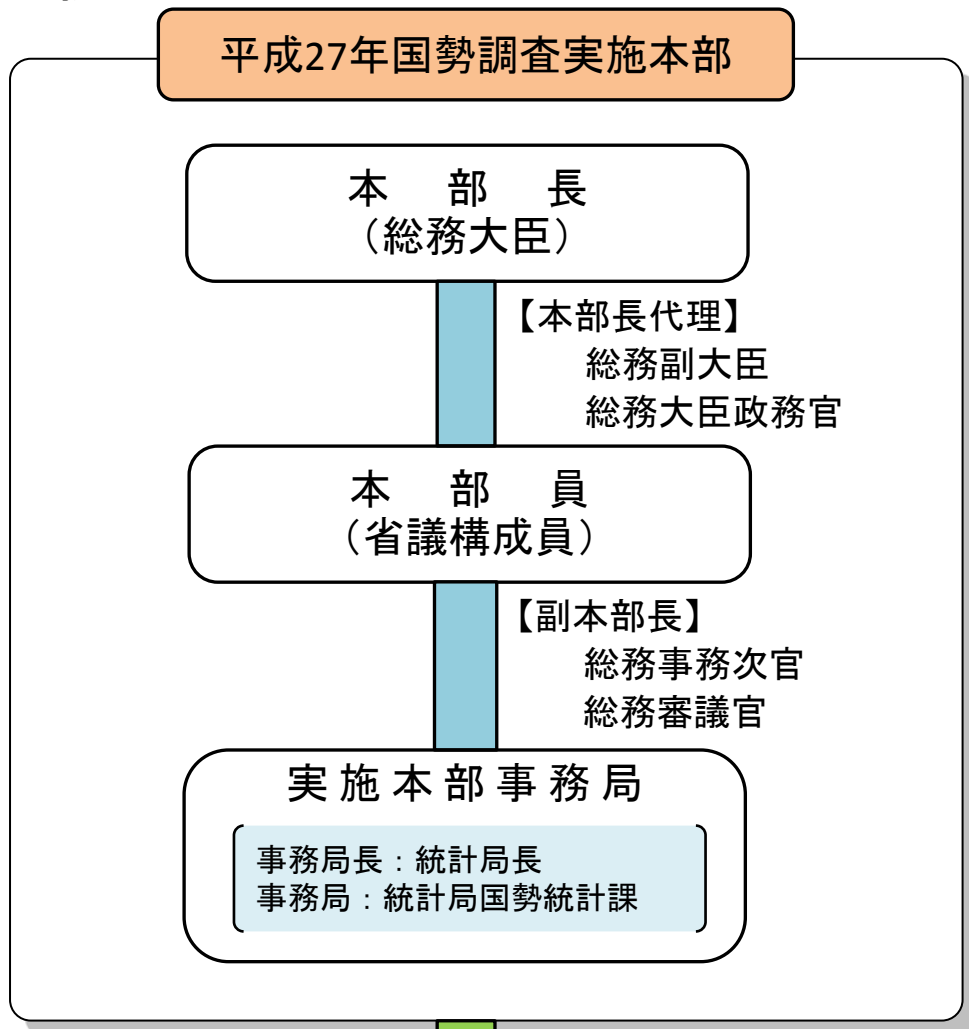 平成27年国勢調査実施本部
本　部　長
（総務大臣）
【本部長代理】
総務副大臣
総務大臣政務官
本　部　員
（省議構成員）
【副本部長】
総務事務次官
総務審議官
実施本部事務局
事務局長：統計局長
事務局：統計局国勢統計課